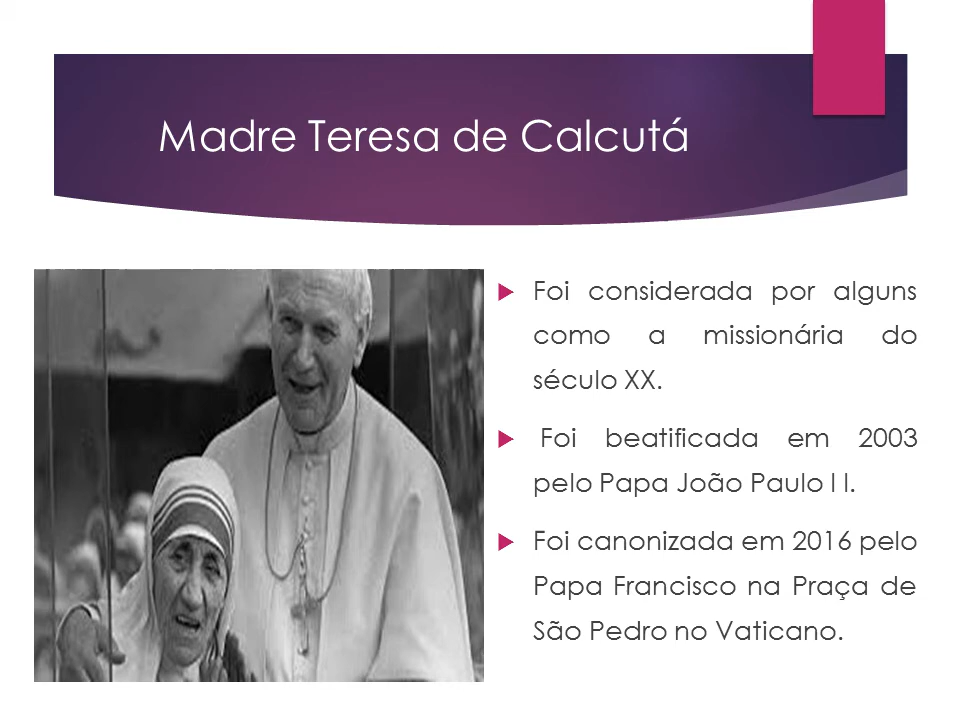 Madre Teresa de Calcutá
Foi considerada por alguns
como a missionária do
século XX.
Foi beatificada em 2003
pelo Papa João Paulo I I.
Foi canonizada em 2016 pelo
Papa Francisco na Praça de
São Pedro no Vaticano.